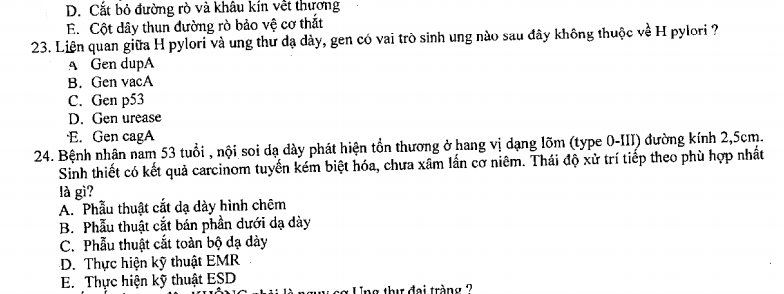 D. Cắt bỏ đường rò và khâu kín vết thương
E. Cột dây thun đường rò bảo vệ cơ thắt
23. Liên quan giữa H pylori và ung thư dạ dày, gen có vai trò sinh ung nào sau đây không thuộc về H pylori ?
A Gen dupA
B. Gen vacA
C. Gen p53
D. Gen urease
E. Gen cagA
24. Bệnh nhân nam 53 tuổi , nội soi dạ dày phát hiện tổn thương ở hang vị dạng lõm (type 0-III) đường kính 2,5cm.
Sinh thiết có kết quả carcinom tuyến kém biệt hóa, chưa xâm lấn cơ niêm. Thái độ xử trí tiếp theo phù hợp nhất
là gì?
A. Phẫu thuật cắt dạ dày hình chêm
B. Phẫu thuật cắt bán phần dưới dạ dày
C. Phẫu thuật cắt toàn bộ dạ dày
D. Thực hiện kỹ thuật EMR
E. Thực hiện kỹ thuật ESD
là nguy cơ Ung thư đại tràng ?